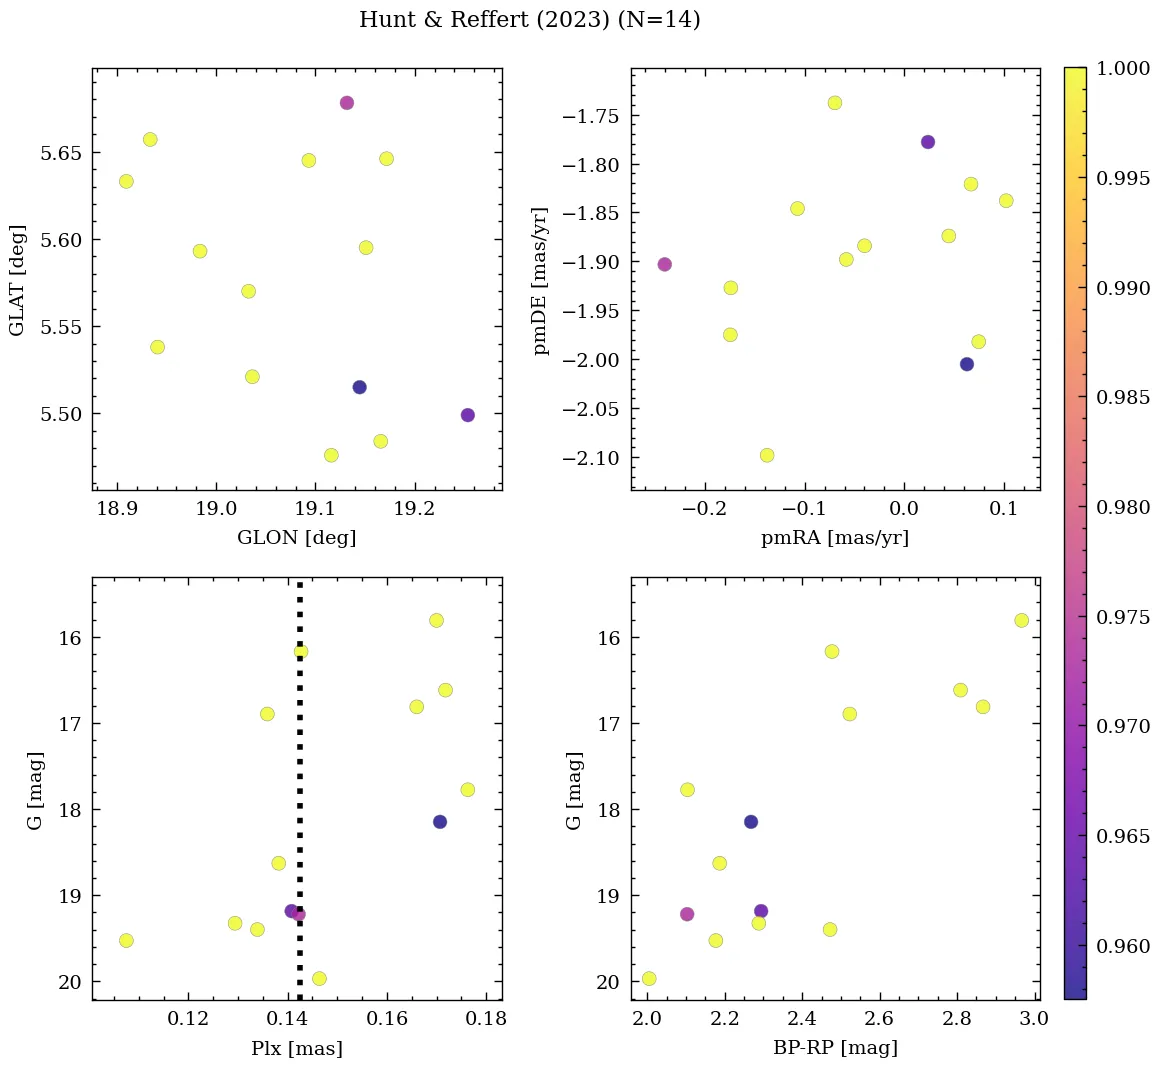 Hunt & Reffert (2023) (N=14)
5.65
5.60
5.55
5.50
GLAT [deg]
18.9 19.0 19.1 19.2
GLON [deg]
−1.75
−1.80
−1.85
−1.90
−1.95
−2.00
−2.05
−2.10
pmDE [mas/yr]
−0.2 −0.1 0.0 0.1
pmRA [mas/yr]
16
17
18
19
20
G [mag]
0.12 0.14 0.16 0.18
Plx [mas]
16
17
18
19
20
G [mag]
2.0 2.2 2.4 2.6 2.8 3.0
BP-RP [mag]
1.000
0.995
0.990
0.985
0.980
0.975
0.970
0.965
0.960